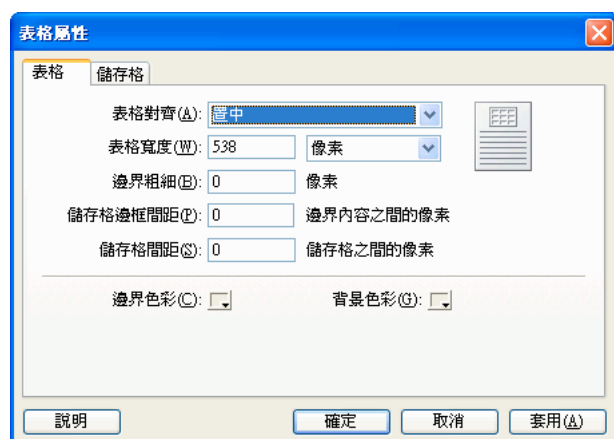 表格屬性
表格 儲存格
表格對齊(A): 置中
表格寬度(W): 538 像素
邊界粗細(B): 0 像素
儲存格邊框間距(P): 0 邊界內容之間的像素
儲存格間距(S): 0 儲存格之間的像素
邊界色彩(C): 背景色彩(G):
說明 確定 取消 套用(A)